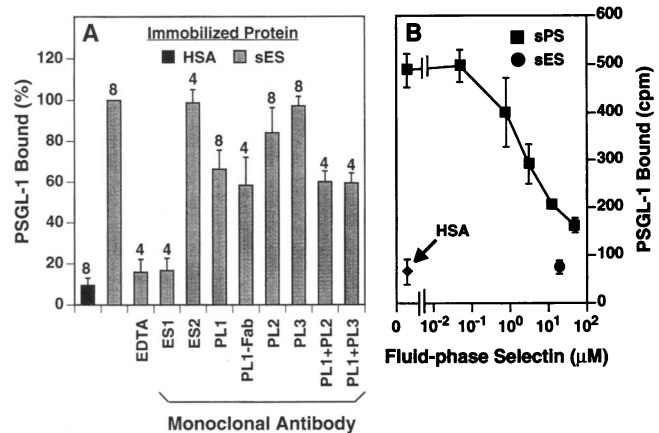 A
Immobilized Protein
HSA sES
PSGL-1 Bound (%)
120
100
80
60
40
20
0
8
8
4
4
4
8
4
8
8
4
4
EDTA
ES1
ES2
PL1
PL1-Fab
PL2
PL3
PL1+PL2
PL1+PL3
Monoclonal Antibody
B
sPS
sES
600
500
400
300
200
100
0
PSGL-1 Bound (cpm)
HSA
0 10-2 10-1 100 101 102
Fluid-phase Selectin (μM)